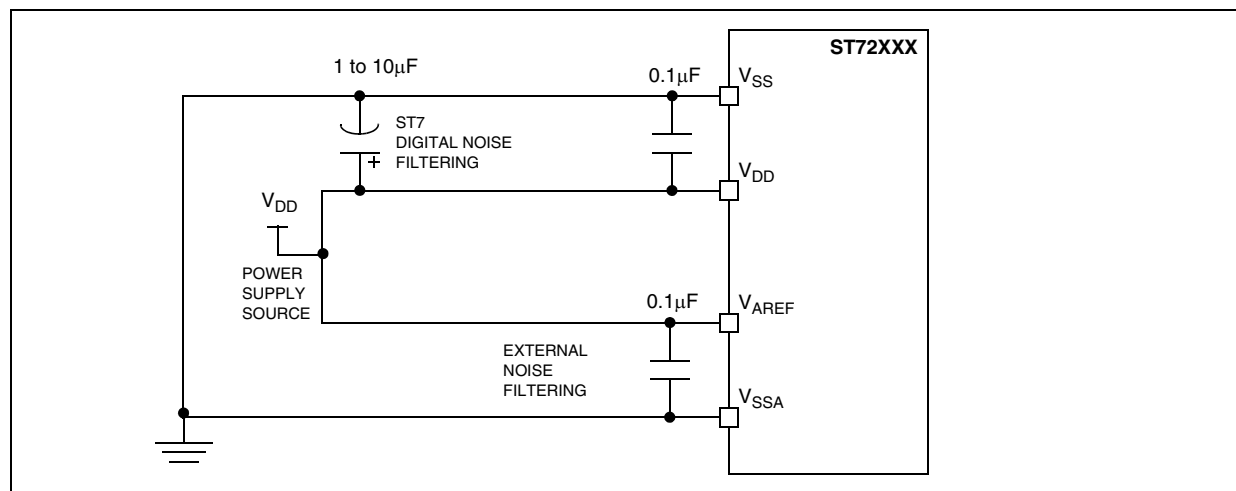 ST72XXX
1 to 10μF
0.1μF
VSS
ST7
DIGITAL NOISE
FILTERING
+
VDD
VDD
POWER
SUPPLY
SOURCE
0.1μF
VAREF
EXTERNAL
NOISE
FILTERING
VSSA